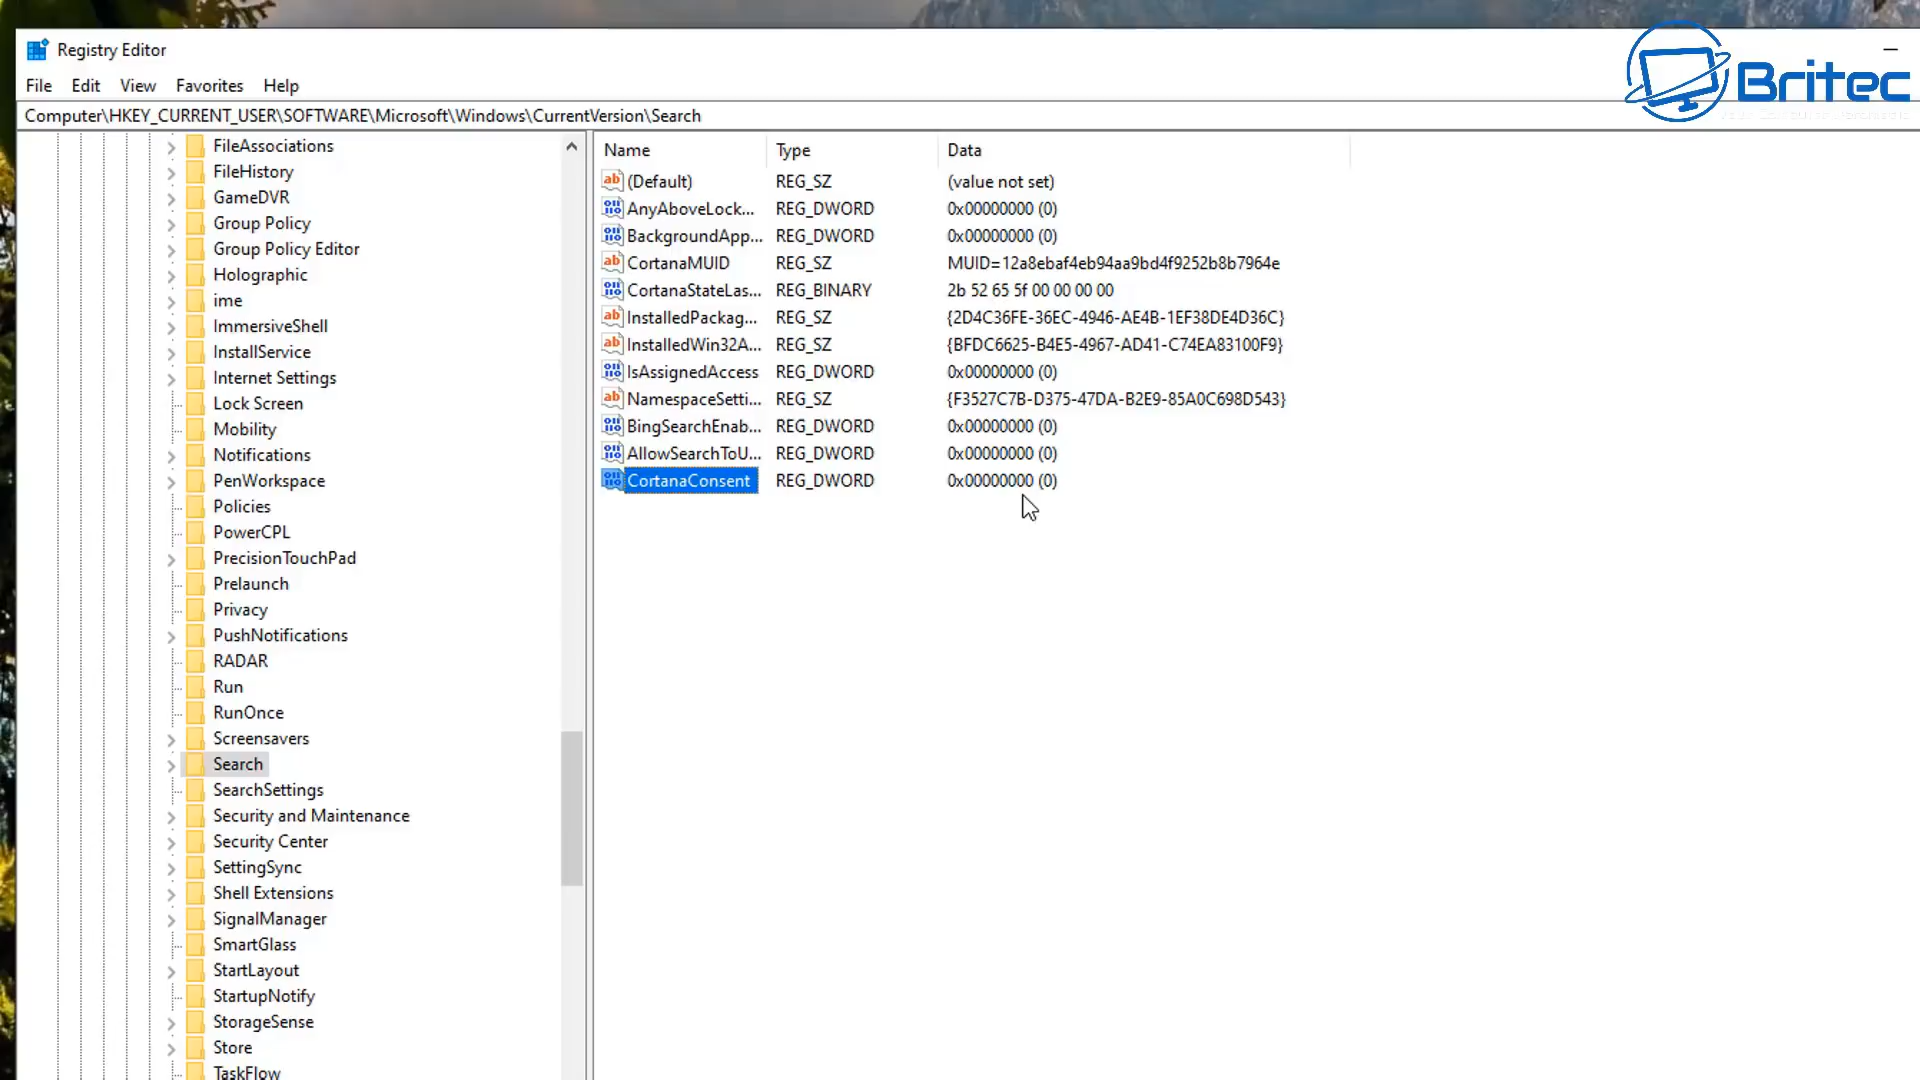 Registry Editor
Britec
File Edit View Favorites Help
Computer\HKEY_CURRENT_USER\SOFTWARE\Microsoft\Windows\CurrentVersion\Search
FileAssociations
FileHistory
GameDVR
Group Policy
Group Policy Editor
Holographic
ime
ImmersiveShell
InstallService
Internet Settings
Lock Screen
Mobility
Notifications
PenWorkspace
Policies
PowerCPL
PrecisionTouchPad
Prelaunch
Privacy
PushNotifications
RADAR
Run
RunOnce
Screensavers
Search
SearchSettings
Security and Maintenance
Security Center
SettingSync
Shell Extensions
SignalManager
SmartGlass
StartLayout
StartupNotify
StorageSense
Store
TaskFlow
Name Type Data
(Default) REG_SZ (value not set)
AnyAboveLock... REG_DWORD 0x00000000 (0)
BackgroundApp... REG_DWORD 0x00000000 (0)
CortanaMUID REG_SZ MUID=12a8ebaf4eb94aa9bd4f9252b8b7964e
CortanaStateLas... REG_BINARY 2b 52 65 5f 00 00 00 00
InstalledPackag... REG_SZ {2D4C36FE-36EC-4946-AE4B-1EF38DE4D36C}
InstalledWin32A... REG_SZ {BFDC6625-B4E5-4967-AD41-C74EA83100F9}
IsAssignedAccess REG_DWORD 0x00000000 (0)
NamespaceSetti... REG_SZ {F3527C7B-D375-47DA-B2E9-85A0C698D543}
BingSearchEnab... REG_DWORD 0x00000000 (0)
AllowSearchToU... REG_DWORD 0x00000000 (0)
CortanaConsent REG_DWORD 0x00000000 (0)